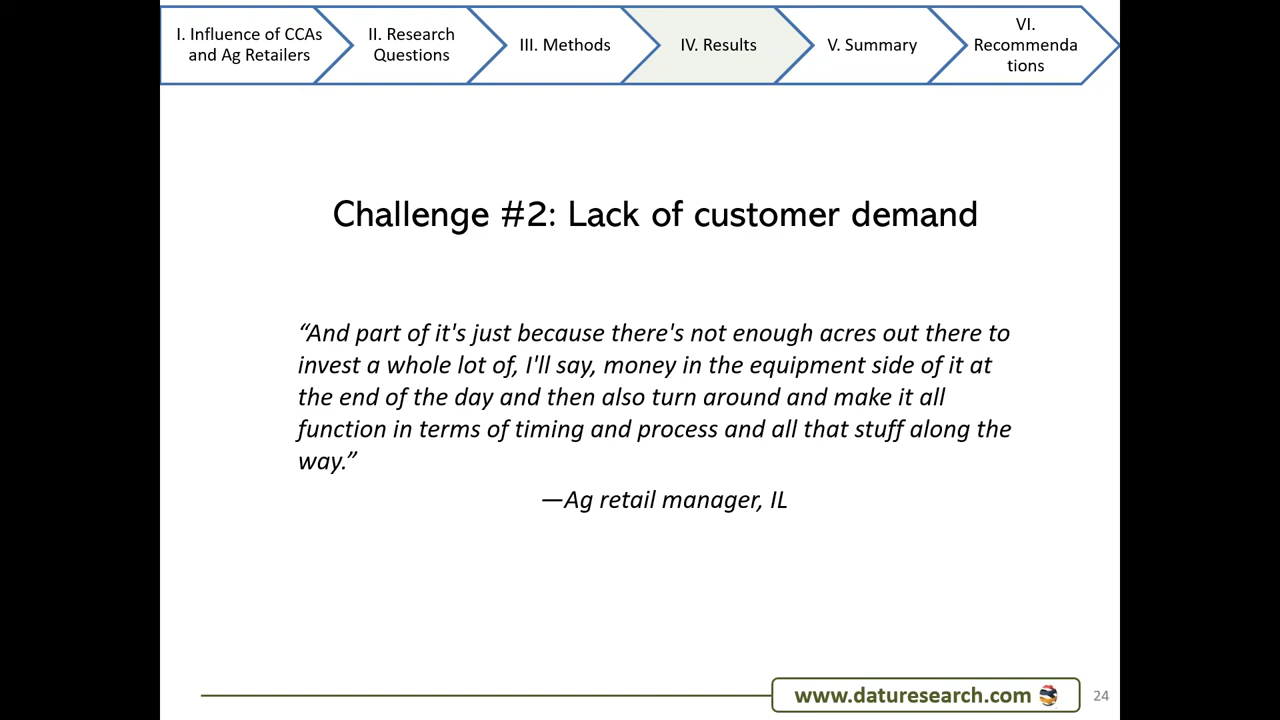 I. Influence of CCAs
and Ag Retailers
II. Research
Questions
III. Methods
IV. Results
V. Summary
VI.
Recommenda
tions
Challenge #2: Lack of customer demand
“And part of it's just because there's not enough acres out there to
invest a whole lot of, I'll say, money in the equipment side of it at
the end of the day and then also turn around and make it all
function in terms of timing and process and all that stuff along the
way.”
—Ag retail manager, IL
www.daturesearch.com
24